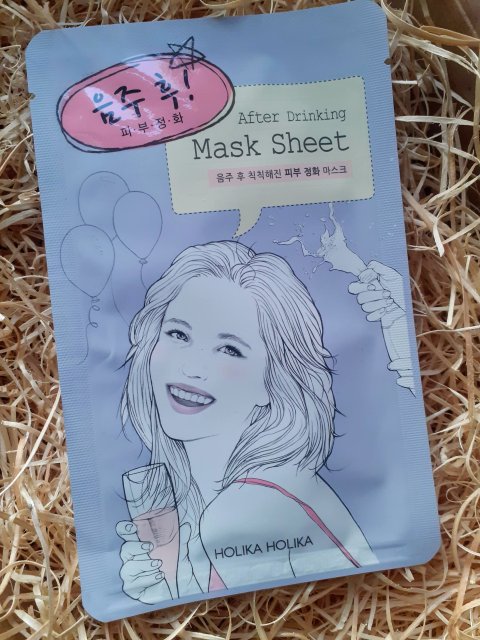 음주 후!
피·부·정·화
After Drinking
Mask Sheet
음주 후 칙칙해진 피부 정화 마스크
HOLIKA HOLIKA